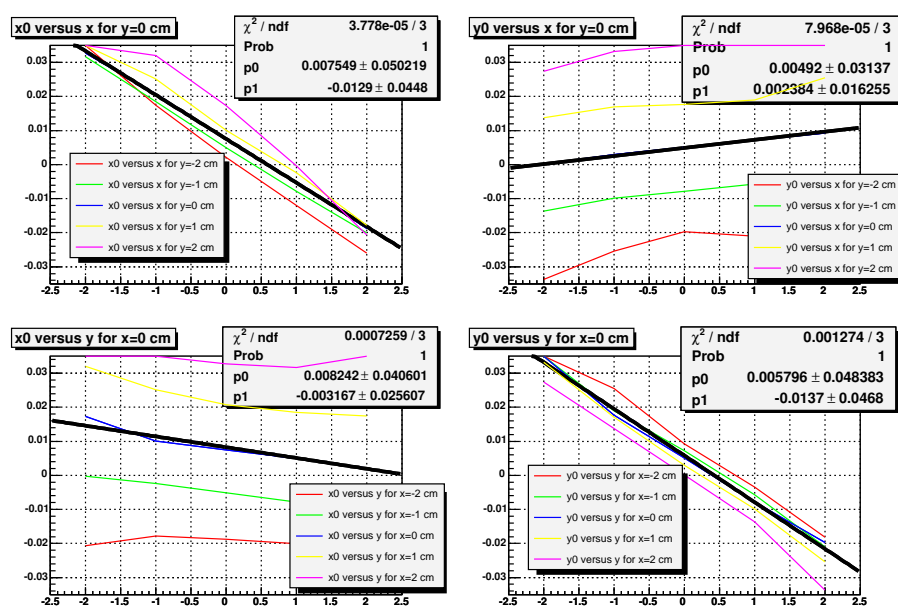 x0 versus x for y=0 cm
χ² / ndf 3.778e-05 / 3
Prob 1
p0 0.007549 ± 0.050219
p1 -0.0129 ± 0.0448
0.03
0.02
0.01
0
-0.01
-0.02
-0.03
x0 versus x for y=-2 cm
x0 versus x for y=-1 cm
x0 versus x for y=0 cm
x0 versus x for y=1 cm
x0 versus x for y=2 cm
-2.5 -2 -1.5 -1 -0.5 0 0.5 1 1.5 2 2.5
y0 versus x for y=0 cm
χ² / ndf 7.968e-05 / 3
Prob 1
p0 0.00492 ± 0.03137
p1 0.002384 ± 0.016255
0.03
0.02
0.01
0
-0.01
-0.02
-0.03
y0 versus x for y=-2 cm
y0 versus x for y=-1 cm
y0 versus x for y=0 cm
y0 versus x for y=1 cm
y0 versus x for y=2 cm
-2.5 -2 -1.5 -1 -0.5 0 0.5 1 1.5 2 2.5
x0 versus y for x=0 cm
χ² / ndf 0.0007259 / 3
Prob 1
p0 0.008242 ± 0.040601
p1 -0.003167 ± 0.025607
0.03
0.02
0.01
0
-0.01
-0.02
-0.03
x0 versus y for x=-2 cm
x0 versus y for x=-1 cm
x0 versus y for x=0 cm
x0 versus y for x=1 cm
x0 versus y for x=2 cm
-2.5 -2 -1.5 -1 -0.5 0 0.5 1 1.5 2 2.5
y0 versus y for x=0 cm
χ² / ndf 0.001274 / 3
Prob 1
p0 0.005796 ± 0.048383
p1 -0.0137 ± 0.0468
0.03
0.02
0.01
0
-0.01
-0.02
-0.03
y0 versus y for x=-2 cm
y0 versus y for x=-1 cm
y0 versus y for x=0 cm
y0 versus y for x=1 cm
y0 versus y for x=2 cm
-2.5 -2 -1.5 -1 -0.5 0 0.5 1 1.5 2 2.5